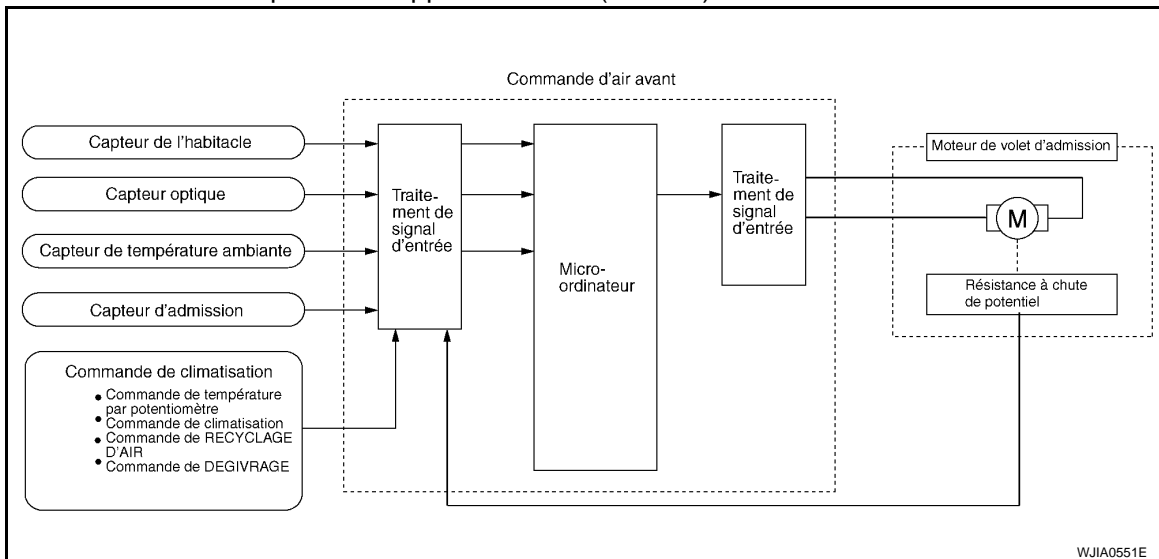 Commande d'air avant
Capteur de l'habitacle
Capteur optique
Capteur de température ambiante
Capteur d'admission
Commande de climatisation
• Commande de température
par potentiomètre
• Commande de climatisation
• Commande de RECYCLAGE
D'AIR
• Commande de DEGIVRAGE
Traite-
ment de
signal
d'entrée
Micro-
ordinateur
Traite-
ment de
signal
d'entrée
Moteur de volet d'admission
M
Résistance à chute
de potentiel
WJIA0551E